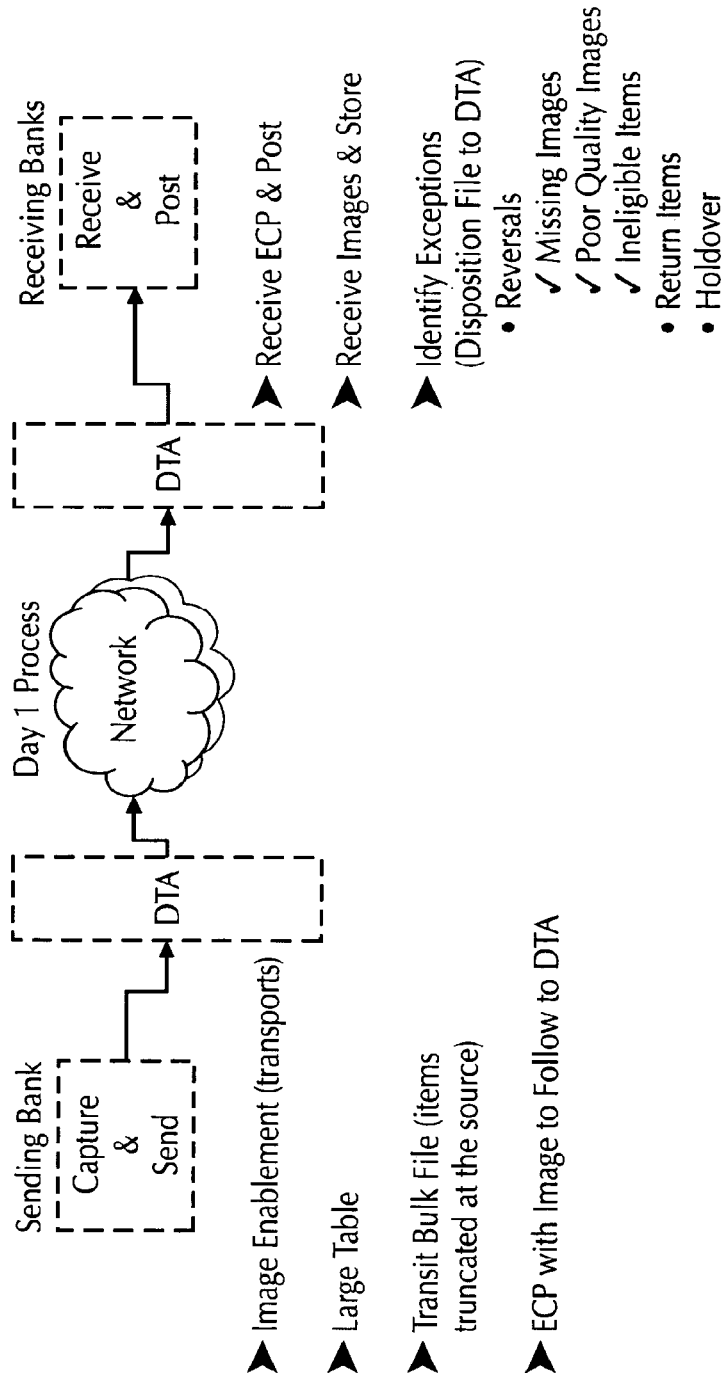 Day 1 Process
Sending Bank
Capture
&
Send
DTA
Network
DTA
Receiving Banks
Receive
&
Post
➤ Image Enablement (transports)
➤ Large Table
➤ Transit Bulk File (items
truncated at the source)
➤ ECP with Image to Follow to DTA
➤ Receive ECP & Post
➤ Receive Images & Store
➤ Identify Exceptions
(Disposition File to DTA)
• Reversals
✓ Missing Images
✓ Poor Quality Images
✓ Ineligible Items
• Return Items
• Holdover